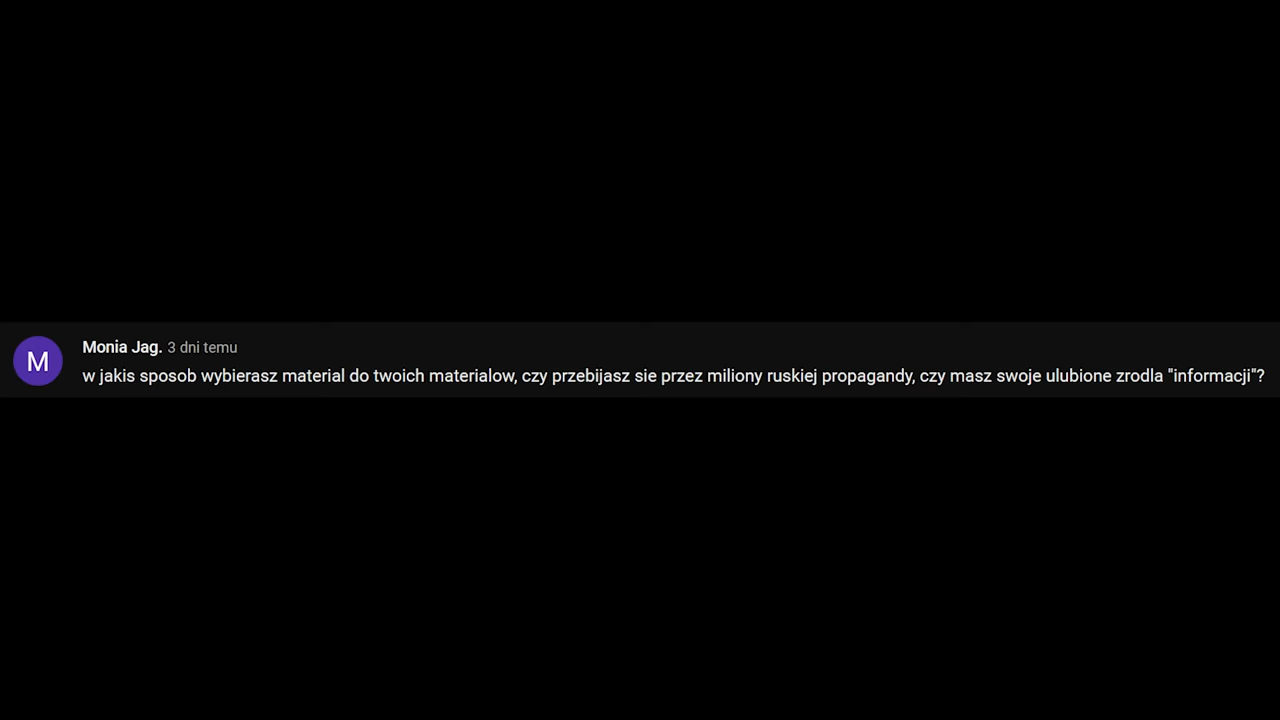 M
Monia Jag. 3 dni temu
w jakis sposob wybierasz material do twoich materialow, czy przebijasz sie przez miliony ruskiej propagandy, czy masz swoje ulubione zrodla "informacji"?